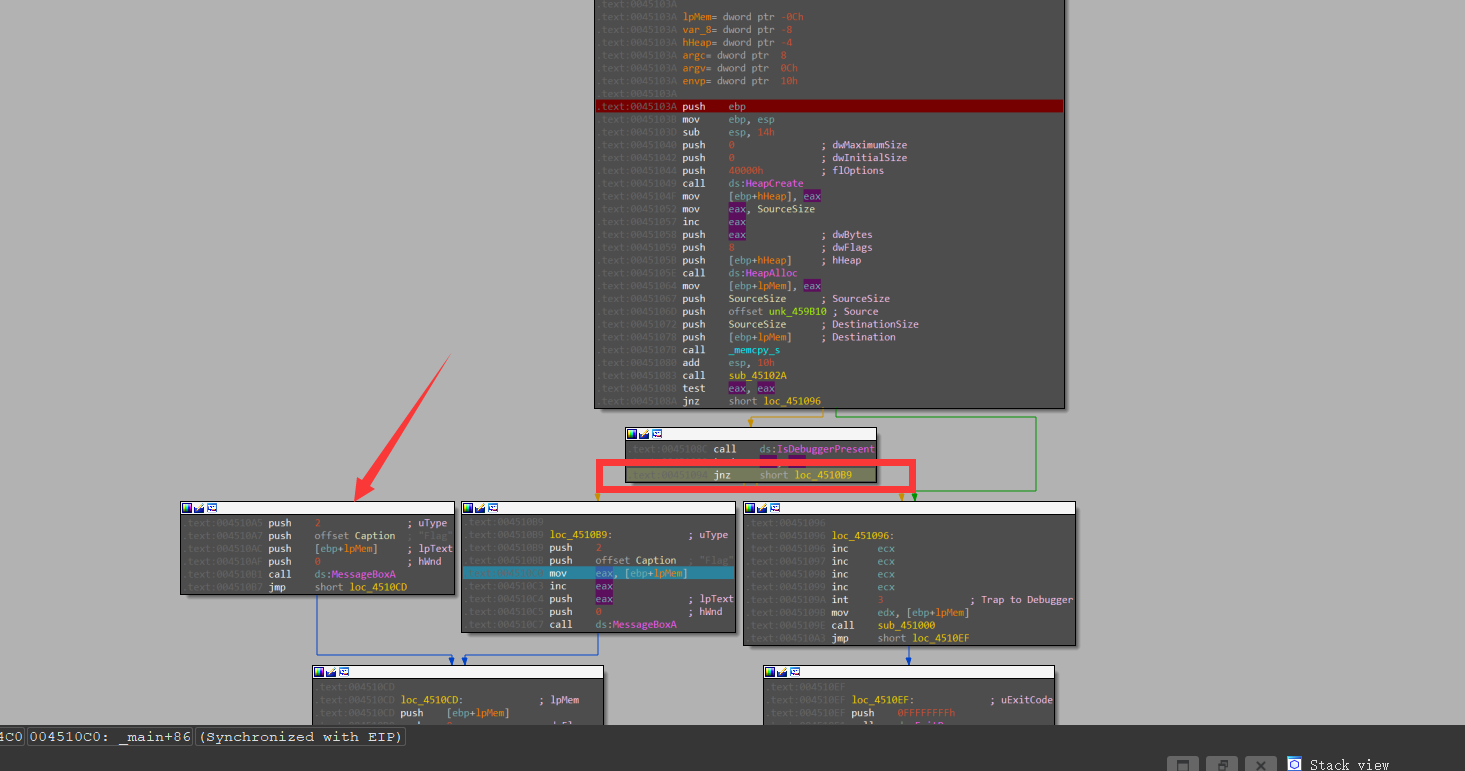 .text:0045103A
.text:0045103A lpMem= dword ptr -0Ch
.text:0045103A var_8= dword ptr -8
.text:0045103A hHeap= dword ptr -4
.text:0045103A argc= dword ptr  8
.text:0045103A argv= dword ptr  0Ch
.text:0045103A envp= dword ptr  10h
.text:0045103A
.text:0045103A push    ebp
.text:0045103B mov     ebp, esp
.text:0045103D sub     esp, 14h
.text:00451040 push    0               ; dwMaximumSize
.text:00451042 push    0               ; dwInitialSize
.text:00451044 push    40000h          ; flOptions
.text:00451049 call    ds:HeapCreate
.text:0045104F mov     [ebp+hHeap], eax
.text:00451052 mov     eax, SourceSize
.text:00451057 inc     eax
.text:00451058 push    eax             ; dwBytes
.text:00451059 push    8               ; dwFlags
.text:0045105B push    [ebp+hHeap]     ; hHeap
.text:0045105E call    ds:HeapAlloc
.text:00451064 mov     [ebp+lpMem], eax
.text:00451067 push    SourceSize      ; SourceSize
.text:0045106D push    offset unk_459B10 ; Source
.text:00451072 push    SourceSize      ; DestinationSize
.text:00451078 push    [ebp+lpMem]     ; Destination
.text:0045107B call    _memcpy_s
.text:00451080 add     esp, 10h
.text:00451083 call    sub_45102A
.text:00451088 test    eax, eax
.text:0045108A jnz     short loc_451096
.text:0045108C call    ds:IsDebuggerPresent
.text:00451094 jnz     short loc_4510B9
.text:004510A5 push    2               ; uType
.text:004510A7 push    offset Caption  ; "Flag"
.text:004510AC push    [ebp+lpMem]     ; lpText
.text:004510AF push    0               ; hWnd
.text:004510B1 call    ds:MessageBoxA
.text:004510B7 jmp     short loc_4510CD
.text:004510B9
.text:004510B9 loc_4510B9:             ; uType
.text:004510B9 push    2
.text:004510BB push    offset Caption  ; "Flag"
.text:004510C0 mov     eax, [ebp+lpMem]
.text:004510C3 inc     eax
.text:004510C4 push    eax             ; lpText
.text:004510C5 push    0               ; hWnd
.text:004510C7 call    ds:MessageBoxA
.text:00451096
.text:00451096 loc_451096:
.text:00451096 inc     ecx
.text:00451097 inc     ecx
.text:00451098 inc     ecx
.text:00451099 inc     ecx
.text:0045109A int     3               ; Trap to Debugger
.text:0045109B mov     edx, [ebp+lpMem]
.text:0045109E call    sub_451000
.text:004510A3 jmp     short loc_4510EF
.text:004510CD
.text:004510CD loc_4510CD:             ; lpMem
.text:004510CD push    [ebp+lpMem]
.text:004510EF
.text:004510EF loc_4510EF:             ; uExitCode
.text:004510EF push    0FFFFFFFFh
4C0 004510C0: _main+86 (Synchronized with EIP)
Stack view